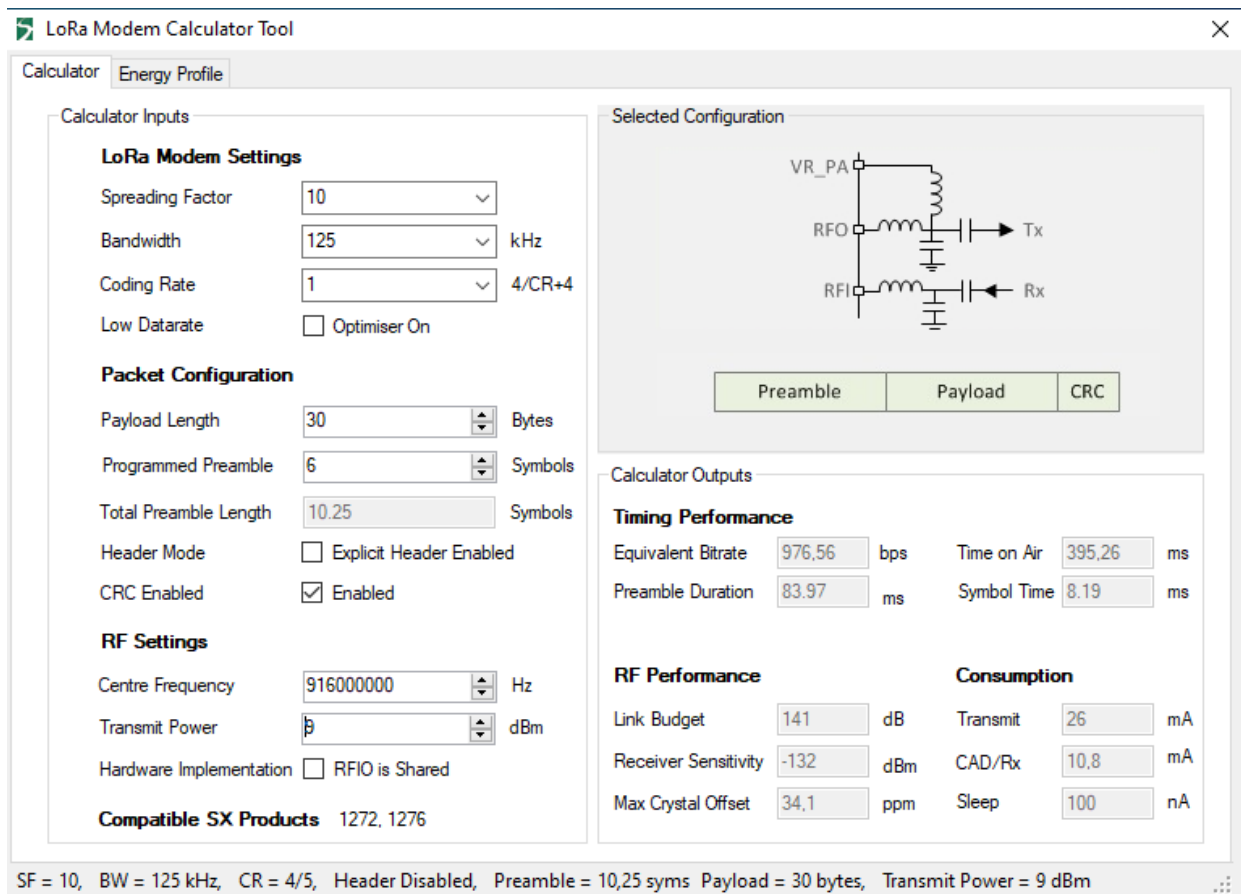 LoRa Modem Calculator Tool
Calculator
Energy Profile
Calculator Inputs
LoRa Modem Settings
Spreading Factor 10
Bandwidth 125 kHz
Coding Rate 1 4/CR+4
Low Datarate Optimiser On
Packet Configuration
Payload Length 30 Bytes
Programmed Preamble 6 Symbols
Total Preamble Length 10.25 Symbols
Header Mode Explicit Header Enabled
CRC Enabled Enabled
RF Settings
Centre Frequency 916000000 Hz
Transmit Power 9 dBm
Hardware Implementation RFIO is Shared
Compatible SX Products 1272, 1276
Selected Configuration
VR_PA
RFO Tx
RFI Rx
Preamble Payload CRC
Calculator Outputs
Timing Performance
Equivalent Bitrate 976,56 bps Time on Air 395,26 ms
Preamble Duration 83.97 ms Symbol Time 8.19 ms
RF Performance Consumption
Link Budget 141 dB Transmit 26 mA
Receiver Sensitivity -132 dBm CAD/Rx 10,8 mA
Max Crystal Offset 34,1 ppm Sleep 100 nA
SF = 10, BW = 125 kHz, CR = 4/5, Header Disabled, Preamble = 10,25 syms Payload = 30 bytes, Transmit Power = 9 dBm